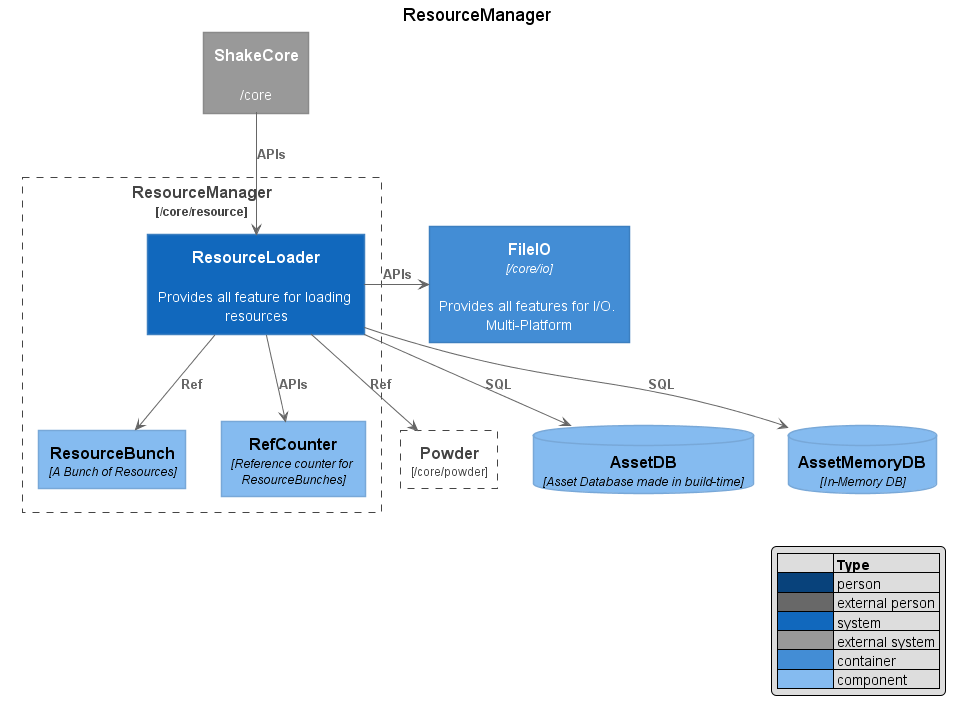 ResourceManager
ShakeCore
/core
APIs
ResourceManager
[/core/resource]
ResourceLoader
Provides all feature for loading
resources
APIs
FileIO
[/core/io]
Provides all features for I/O.
Multi-Platform
Ref
APIs
Ref
SQL
SQL
ResourceBunch
[A Bunch of Resources]
RefCounter
[Reference counter for
ResourceBunches]
Powder
[/core/powder]
AssetDB
[Asset Database made in build-time]
AssetMemoryDB
[In-Memory DB]
Type
person
external person
system
external system
container
component